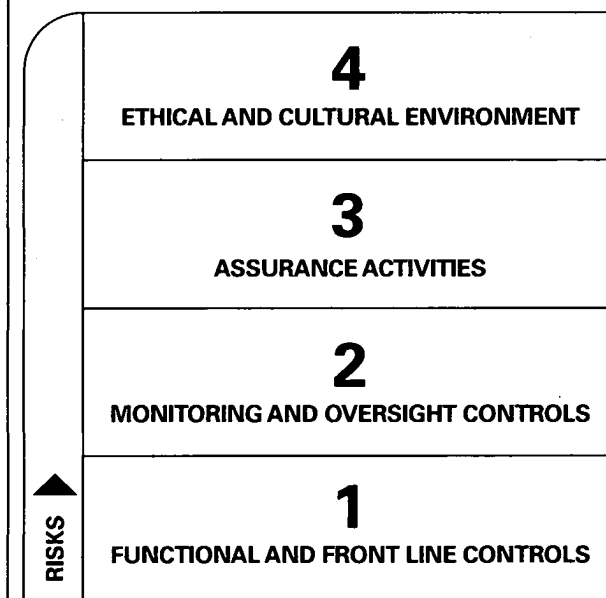 4
ETHICAL AND CULTURAL ENVIRONMENT
3
ASSURANCE ACTIVITIES
2
MONITORING AND OVERSIGHT CONTROLS
1
FUNCTIONAL AND FRONT LINE CONTROLS
RISKS